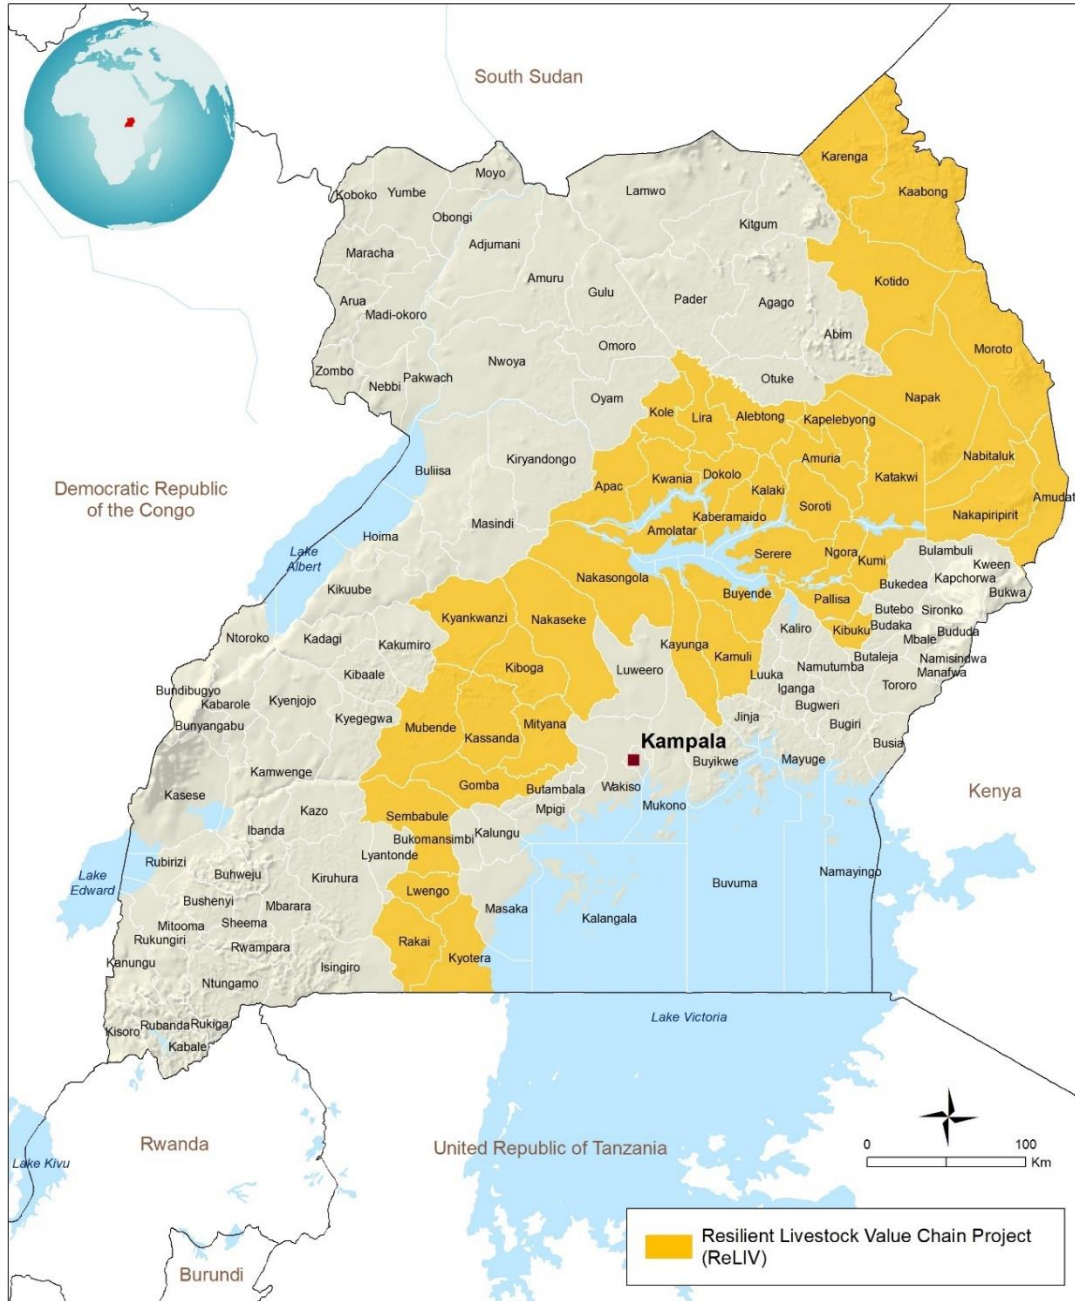 South Sudan
Karenga
Kaabong
Moyo
Koboko
Yumbe
Lamwo
Obongi
Kitgum
Adjumani
Maracha
Amuru
Kotido
Gulu
Pader
Agago
Arua
Madi-okoro
Abim
Omoro
Moroto
Nwoya
Zombo
Nebbi
Pakwach
Otuke
Oyam
Napak
Kole
Lira
Alebtong
Kapelebyong
Nabitaluk
Amuria
Kiryandongo
Buliisa
Apac
Kwania
Dokolo
Kalaki
Katakwi
Amudat
Democratic Republic
of the Congo
Soroti
Nakapiripirit
Kaberamaido
Masindi
Amolatar
Hoima
Lake
Albert
Serere
Ngora
Kumi
Bulambuli
Kween
Kapchorwa
Bukwa
Bukedea
Nakasongola
Kikuube
Buyende
Pallisa
Butebo
Sironko
Kyankwanzi
Nakaseke
Kaliro
Kibuku
Budaka
Bududa
Mbale
Ntoroko
Kadagi
Kakumiro
Kayunga
Kamuli
Butaleja
Namisindwa
Manafwa
Kiboga
Luweero
Luuka
Namutumba
Kibaale
Tororo
Bundibugyo
Kabarole
Kyenjojo
Iganga
Bugweri
Kyegegwa
Bunyangabu
Mubende
Mityana
Kassanda
Jinja
Bugiri
Busia
Kampala
Kamwenge
Buyikwe
Mayuge
Kasese
Gomba
Butambala
Wakiso
Kenya
Mpigi
Mukono
Kazo
Sembabule
Ibanda
Bukomansimbi
Kalungu
Lyantonde
Rubirizi
Buhweju
Kiruhura
Lake
Edward
Lwengo
Buvuma
Namayingo
Bushenyi
Mbarara
Masaka
Kalangala
Mitooma
Sheema
Rukungiri
Rwampara
Rakai
Kanungu
Isingiro
Kyotera
Ntungamo
Lake Victoria
Kisoro
Rubanda
Rukiga
Kabale
Rwanda
United Republic of Tanzania
0 100
Km
Lake Kivu
Resilient Livestock Value Chain Project
(ReLIV)
Burundi